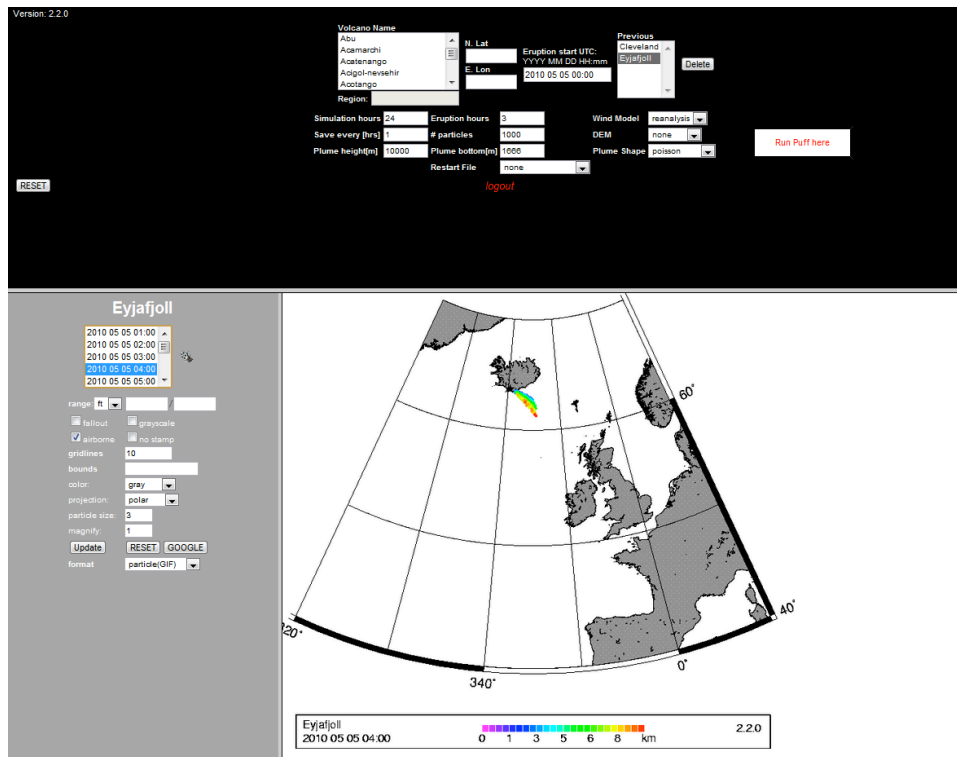 Version: 2.2.0
Volcano Name
Abu
Acamarchi
Acatenango
Acigol-nevsehir
Acotango
Region:
N. Lat
E. Lon
Eruption start UTC:
YYYY MM DD HH:mm
2010 05 05 00:00
Previous
Cleveland
Eyjafjoll
Delete
Simulation hours 24 Eruption hours 3 Wind Model reanalysis
Save every [hrs] 1 # particles 1000 DEM none
Plume height[m] 10000 Plume bottom[m] 1666 Plume Shape poisson
Restart File none
Run Puff here
RESET
logout
Eyjafjoll
2010 05 05 01:00
2010 05 05 02:00
2010 05 05 03:00
2010 05 05 04:00
2010 05 05 05:00
range: ft /
fallout grayscale
airborne no stamp
gridlines 10
bounds
color: gray
projection: polar
particle size: 3
magnify: 1
Update RESET GOOGLE
format particle(GIF)
60°
40°
20°
340°
0°
Eyjafjoll
2010 05 05 04:00
0 1 3 5 6 8 km
2.2.0